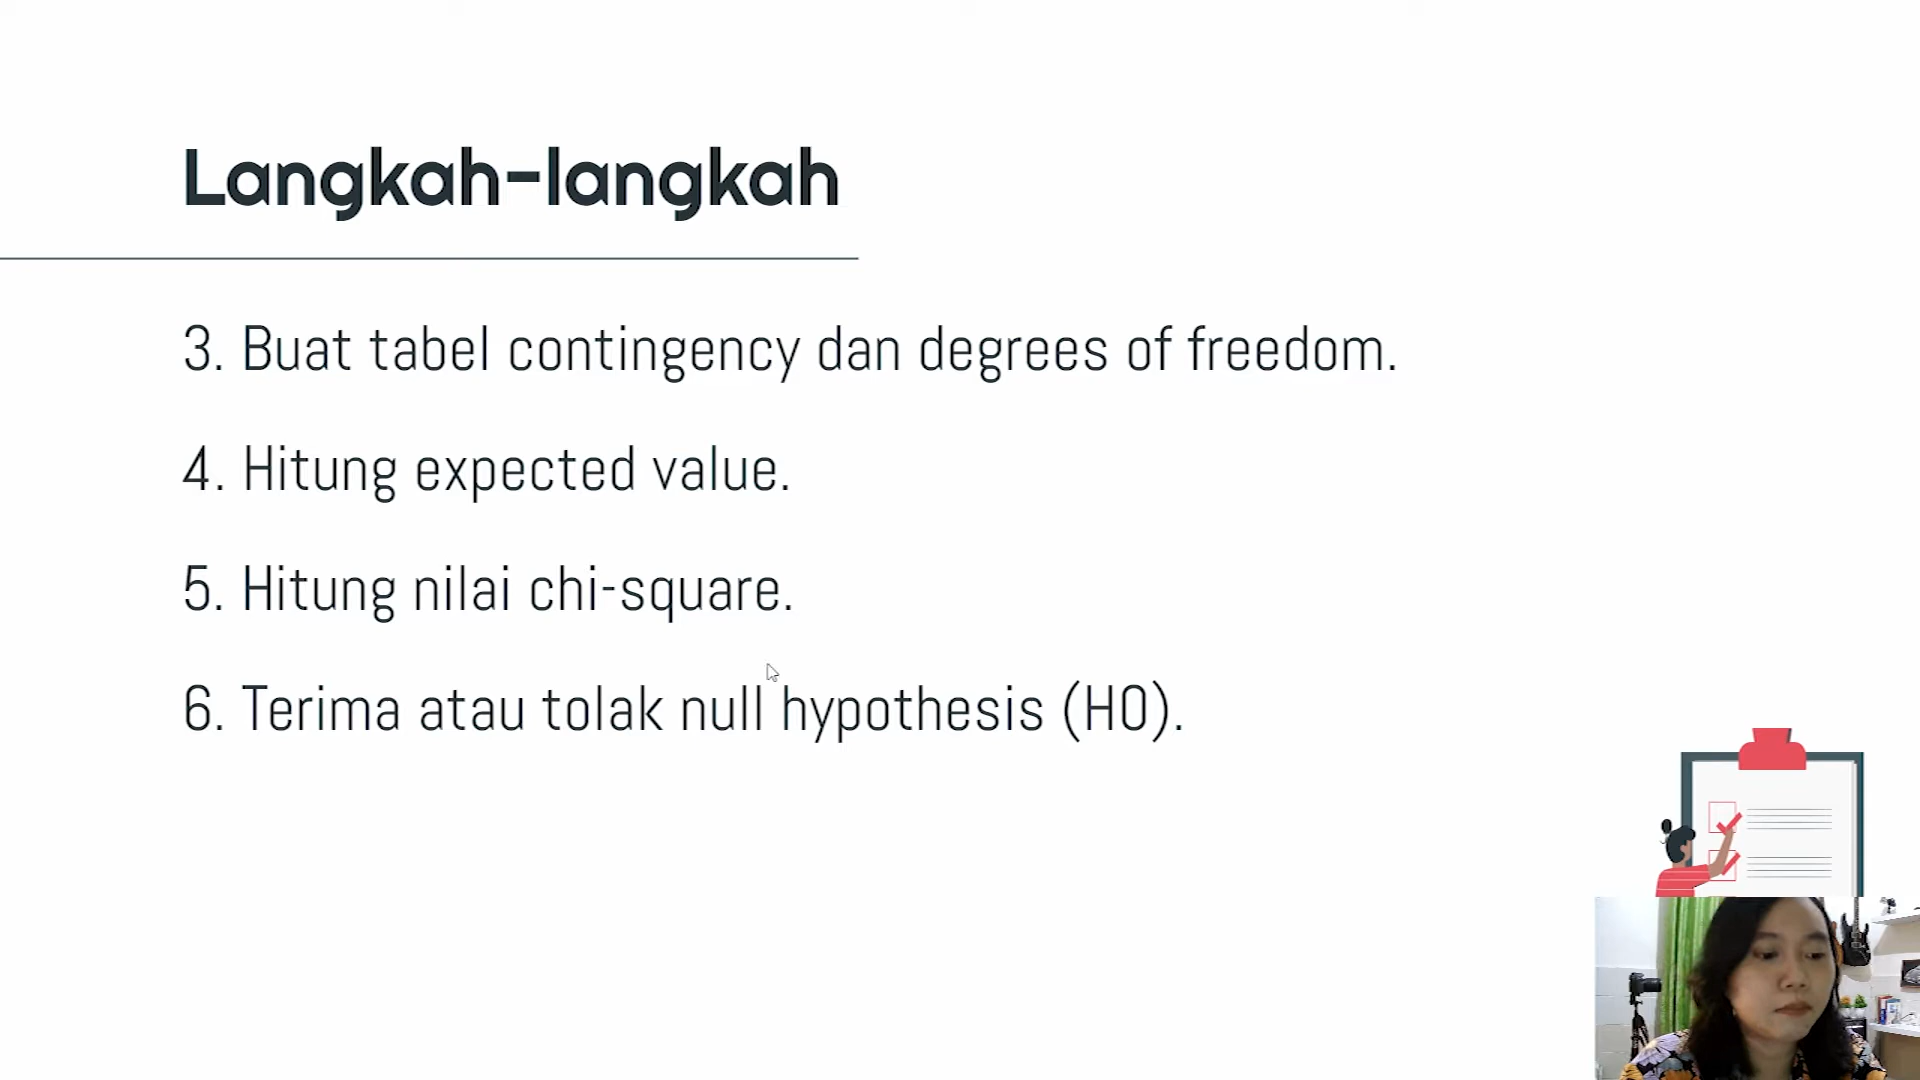 Langkah-langkah
3. Buat tabel contingency dan degrees of freedom.
4. Hitung expected value.
5. Hitung nilai chi-square.
6. Terima atau tolak null hypothesis (H0).